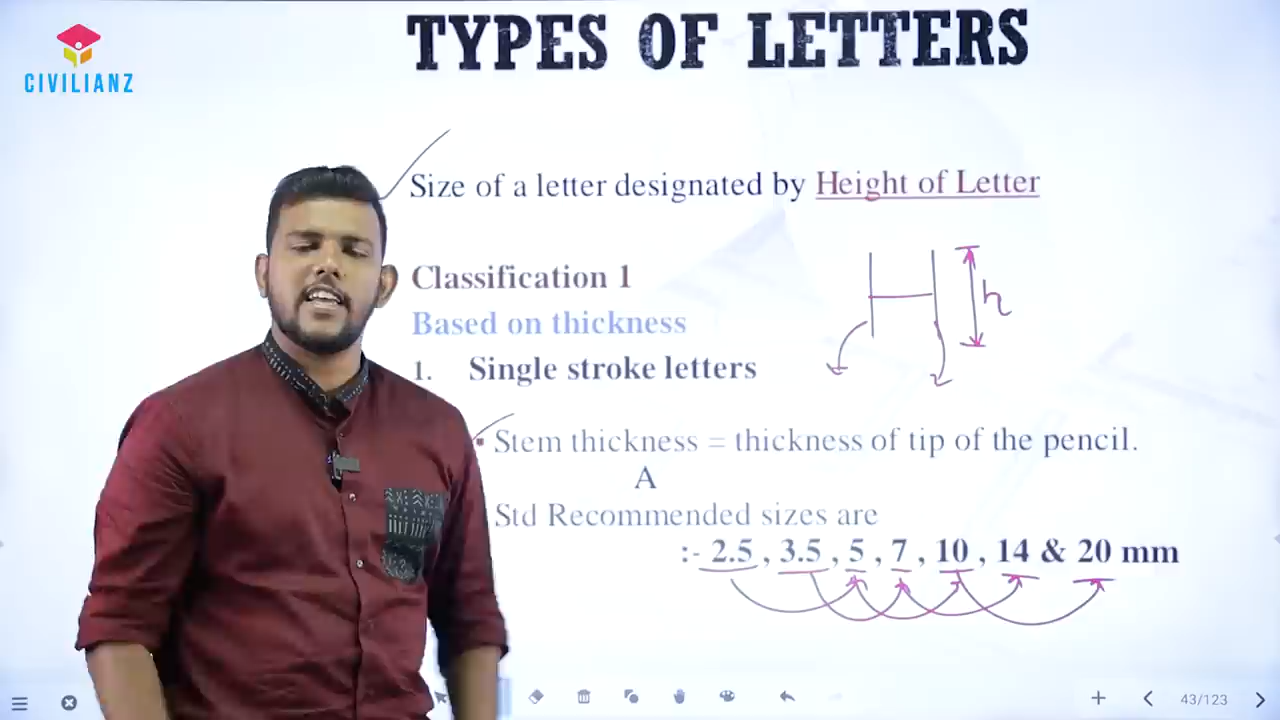 TYPES OF LETTERS
CIVILIANZ
Size of a letter designated by Height of Letter
Classification 1
Based on thickness
H
h
1. Single stroke letters
▪ Stem thickness = thickness of tip of the pencil.
A
Std Recommended sizes are
:- 2.5 , 3.5 , 5 , 7 , 10 , 14 & 20 mm
43/123